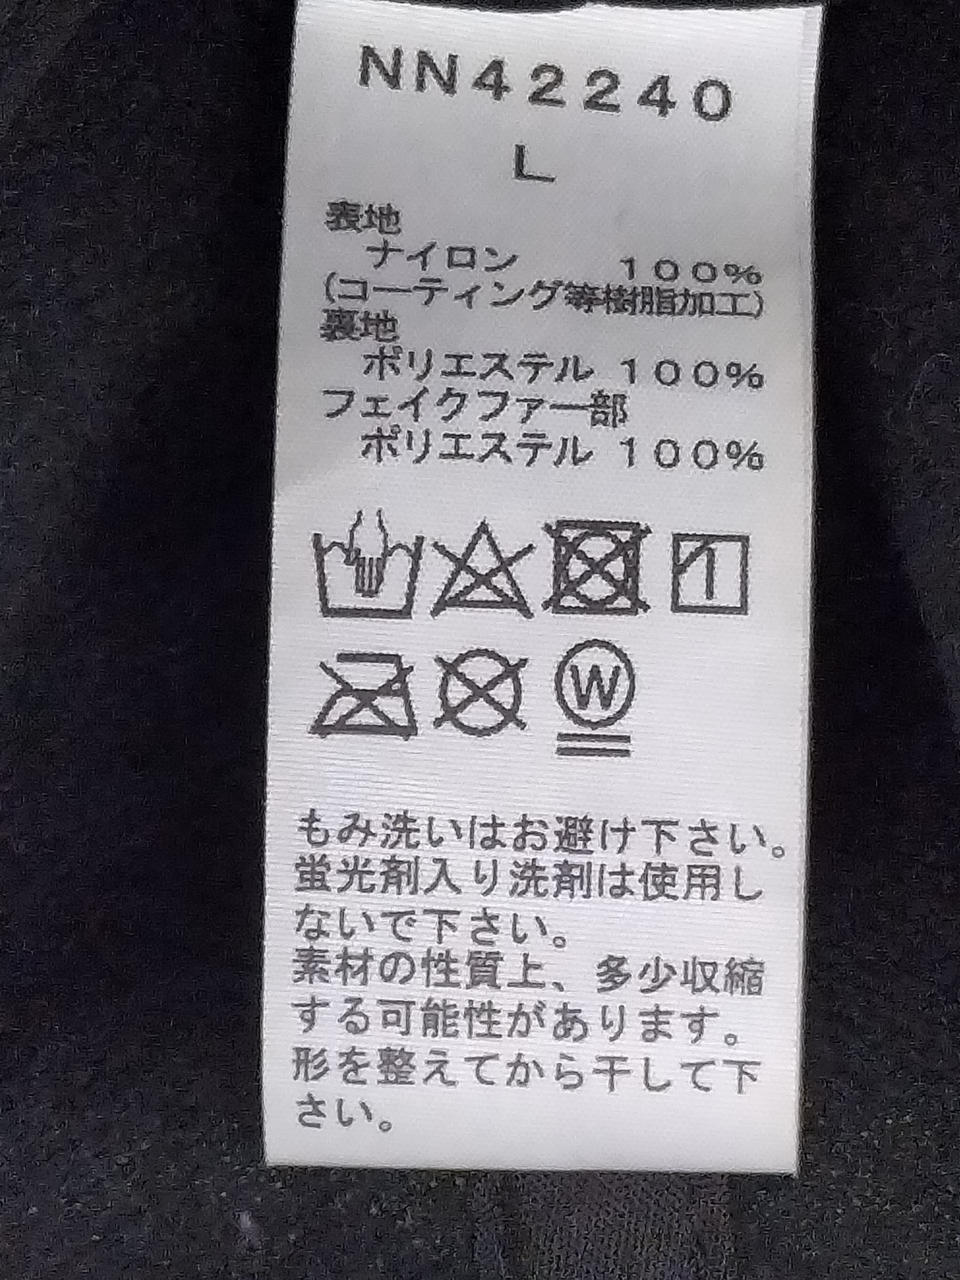 NN42240
L
表地
ナイロン 100%
(コーティング等樹脂加工)
裏地
ポリエステル 100%
フェイクファー部
ポリエステル 100%
W
もみ洗いはお避け下さい。
蛍光剤入り洗剤は使用し
ないで下さい。
素材の性質上、多少収縮
する可能性があります。
形を整えてから干して下
さい。